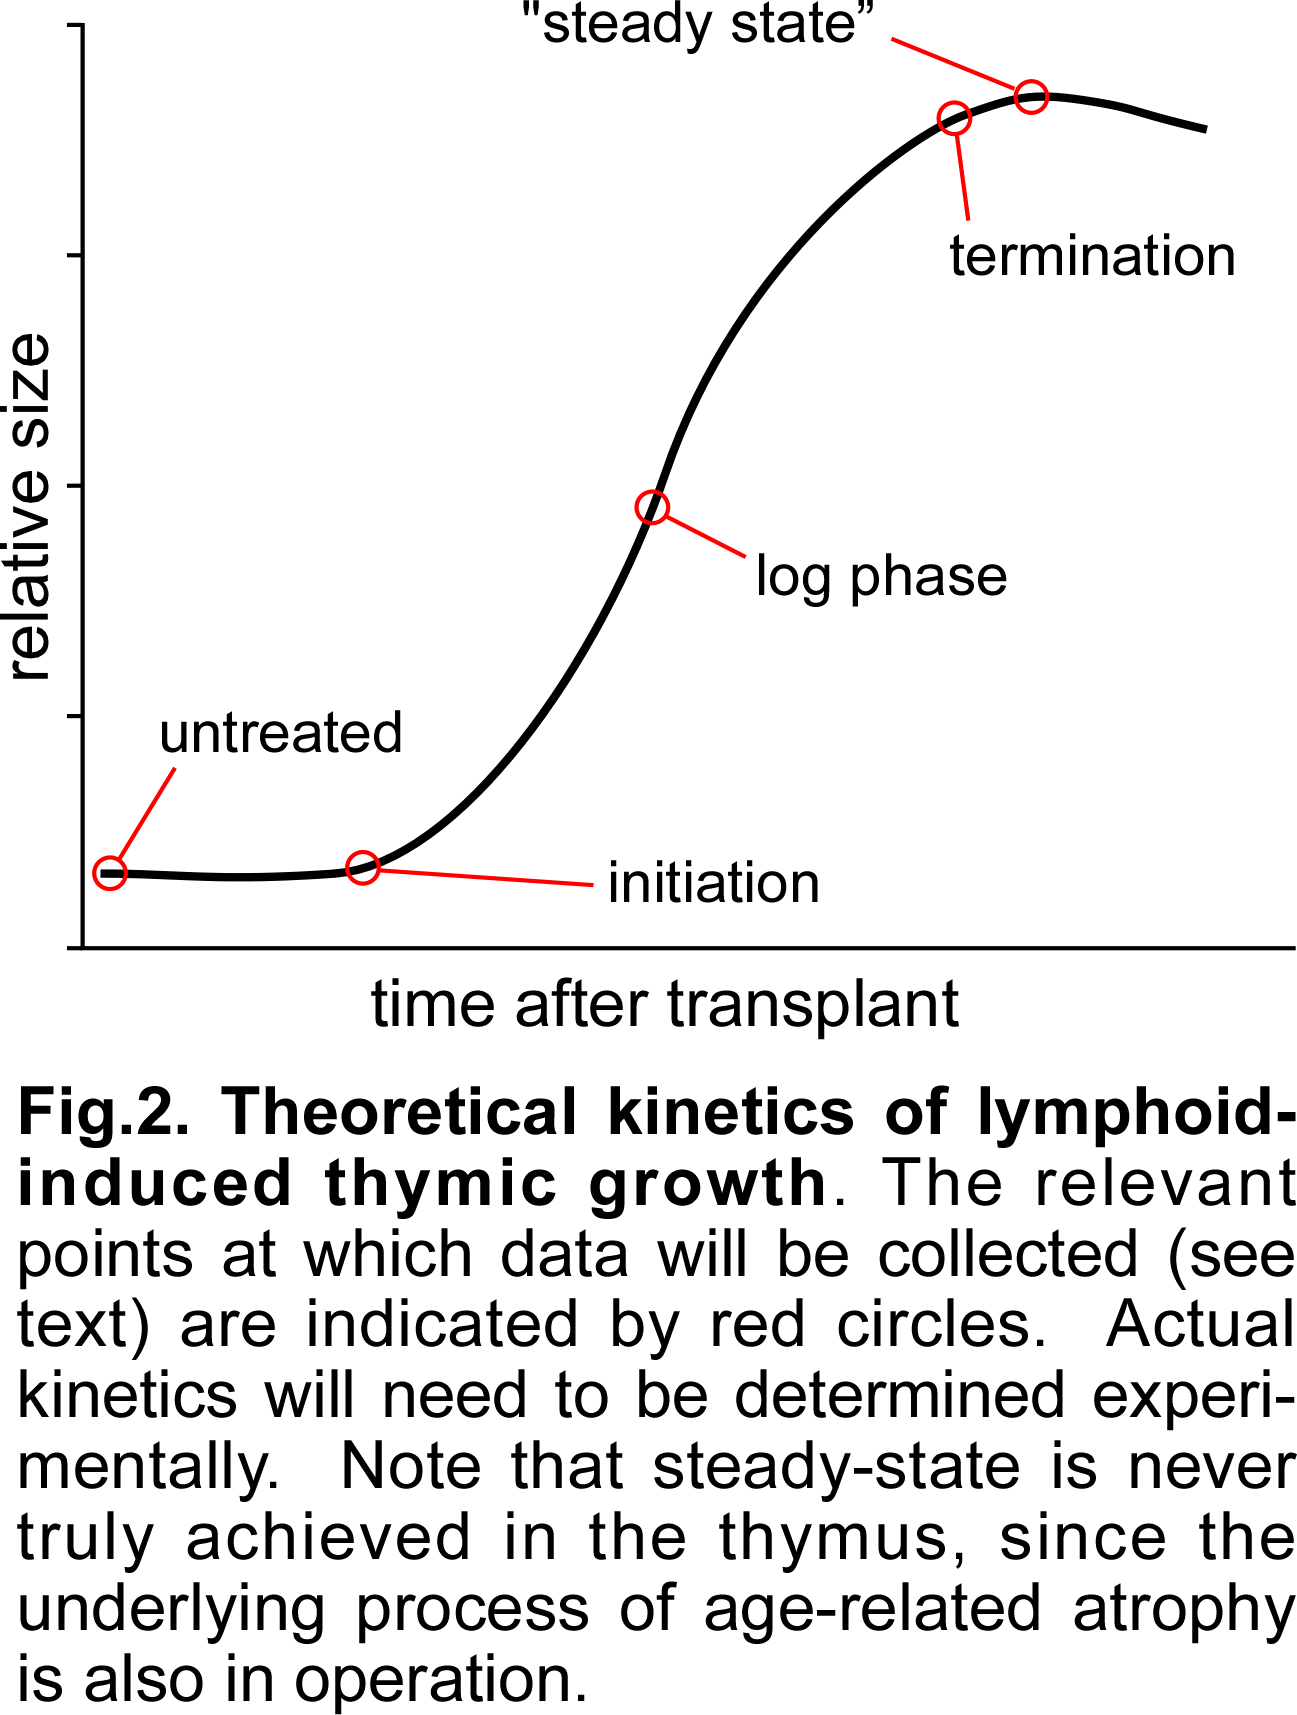 "steady state”
termination
relative size
log phase
untreated
initiation
time after transplant
Fig.2. Theoretical kinetics of lymphoid-
induced thymic growth. The relevant
points at which data will be collected (see
text) are indicated by red circles. Actual
kinetics will need to be determined experi-
mentally. Note that steady-state is never
truly achieved in the thymus, since the
underlying process of age-related atrophy
is also in operation.